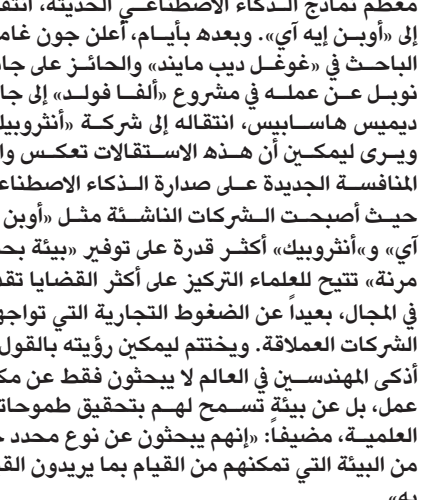 معظم نماذج الذكاء الاصطناعي الحديثة،
إلى «أوبن إيه آي». وبعده بأيام، أعلن جون
الباحث في «غوغل ديب مايند» والحائز على
نوبل عن عمله في مشروع «ألفا فولد» إلى
ديميس هاسابيس، انتقاله إلى شركة
ويرى ليمكين أن هذه الاستقالات تعكس
المنافسة الجديدة على صدارة الذكاء
حيث أصبحت الشركات الناشئة مثل «أوبن
آي» و«أنثروبيك» أكثر قدرة على توفير «بيئة
مرنة» تتيح للعلماء التركيز على أكثر القضايا
في المجال، بعيداً عن الضغوط التجارية التي
الشركات العملاقة. ويختتم ليمكين رؤيته بالقول
أذكى المهندسين في العالم لا يبحثون فقط عن
عمل، بل عن بيئة تسمح لهم بتحقيق
العلمية، مضيفاً: «إنهم يبحثون عن نوع محدد
من البيئة التي تمكنهم من القيام بما يريدون
به».